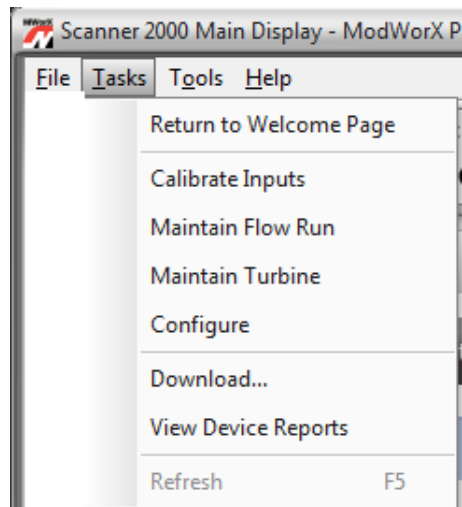 Scanner 2000 Main Display - ModWorX P
File Tasks Tools Help
Return to Welcome Page
Calibrate Inputs
Maintain Flow Run
Maintain Turbine
Configure
Download...
View Device Reports
Refresh F5